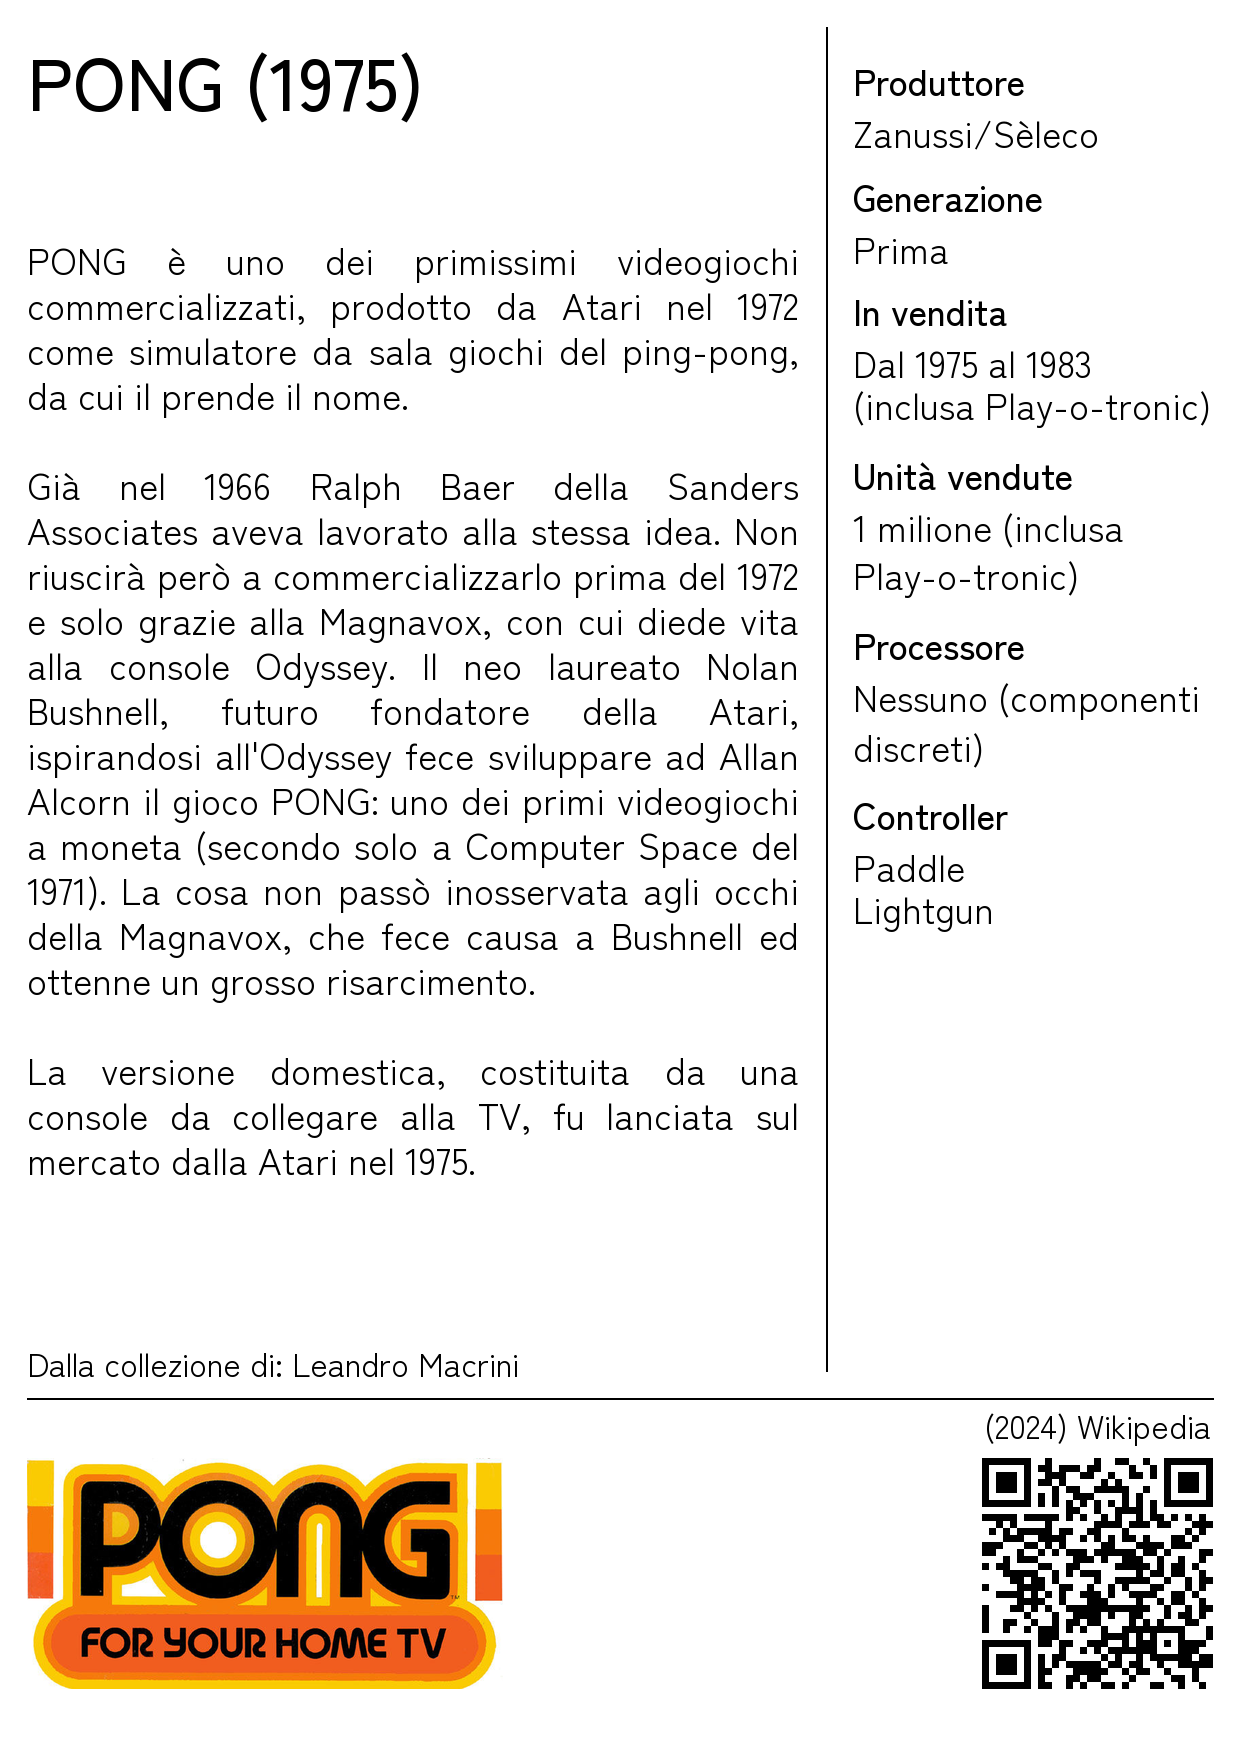 PONG (1975)
PONG è uno dei primissimi videogiochi
commercializzati, prodotto da Atari nel 1972
come simulatore da sala giochi del ping-pong,
da cui il prende il nome.
Già nel 1966 Ralph Baer della Sanders
Associates aveva lavorato alla stessa idea. Non
riuscirà però a commercializzarlo prima del 1972
e solo grazie alla Magnavox, con cui diede vita
alla console Odyssey. Il neo laureato Nolan
Bushnell, futuro fondatore della Atari,
ispirandosi all'Odyssey fece sviluppare ad Allan
Alcorn il gioco PONG: uno dei primi videogiochi
a moneta (secondo solo a Computer Space del
1971). La cosa non passò inosservata agli occhi
della Magnavox, che fece causa a Bushnell ed
ottenne un grosso risarcimento.
La versione domestica, costituita da una
console da collegare alla TV, fu lanciata sul
mercato dalla Atari nel 1975.
Dalla collezione di: Leandro Macrini
Produttore
Zanussi/Sèleco
Generazione
Prima
In vendita
Dal 1975 al 1983
(inclusa Play-o-tronic)
Unità vendute
1 milione (inclusa
Play-o-tronic)
Processore
Nessuno (componenti
discreti)
Controller
Paddle
Lightgun
(2024) Wikipedia
PONG™
FOR YOUR HOME TV